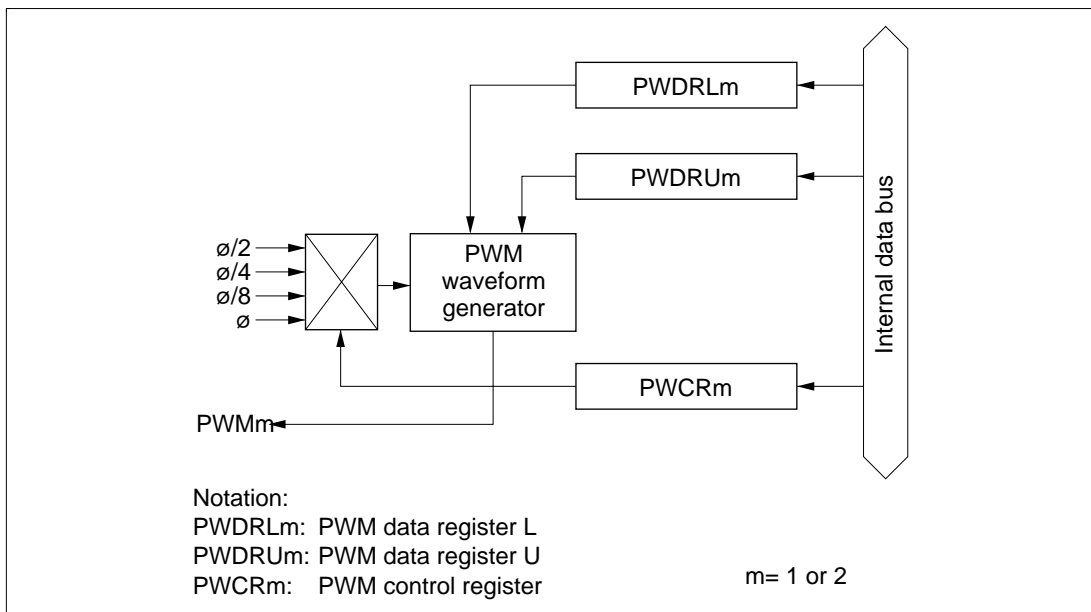 PWDRLm
PWDRUm
ø/2
ø/4
ø/8
ø
PWM
waveform
generator
Internal data bus
PWCRm
PWMm
Notation:
PWDRLm: PWM data register L
PWDRUm: PWM data register U
PWCRm: PWM control register
m= 1 or 2